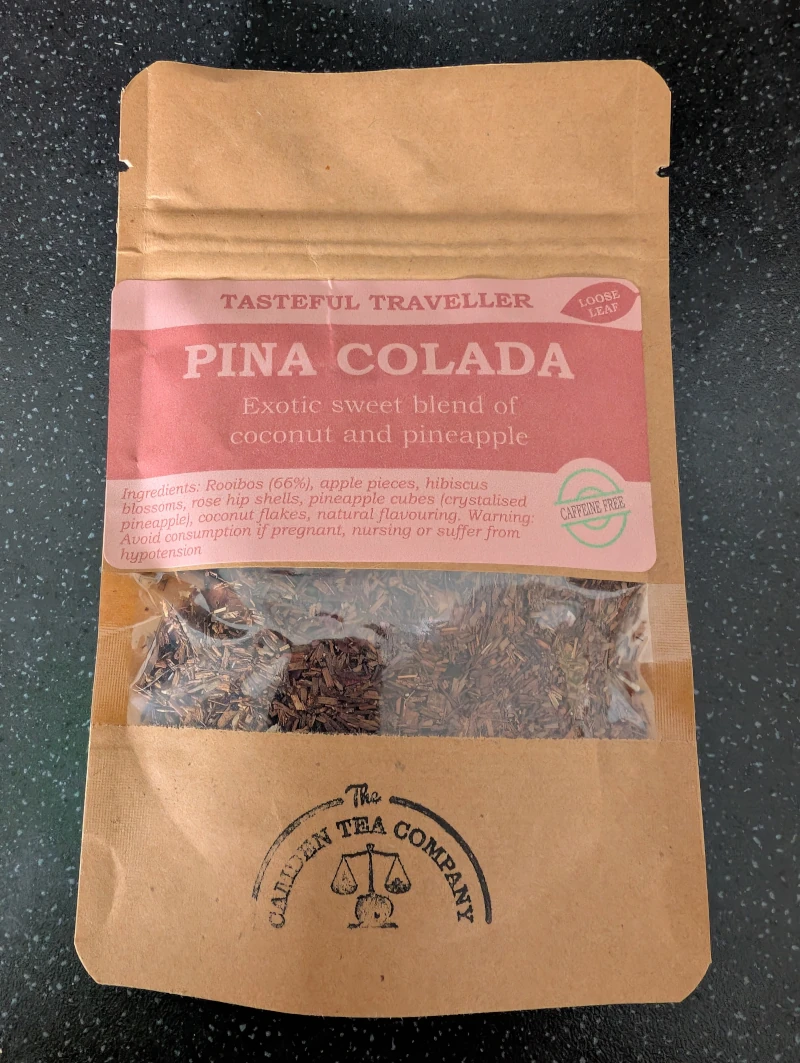 TASTEFUL TRAVELLER
LOOSE
LEAF
PINA COLADA
Exotic sweet blend of
coconut and pineapple
Ingredients: Rooibos (66%), apple pieces, hibiscus
blossoms, rose hip shells, pineapple cubes (crystalised
pineapple), coconut flakes, natural flavouring. Warning:
Avoid consumption if pregnant, nursing or suffer from
hypotension
CAFFEINE FREE
The
CAMDEN TEA COMPANY